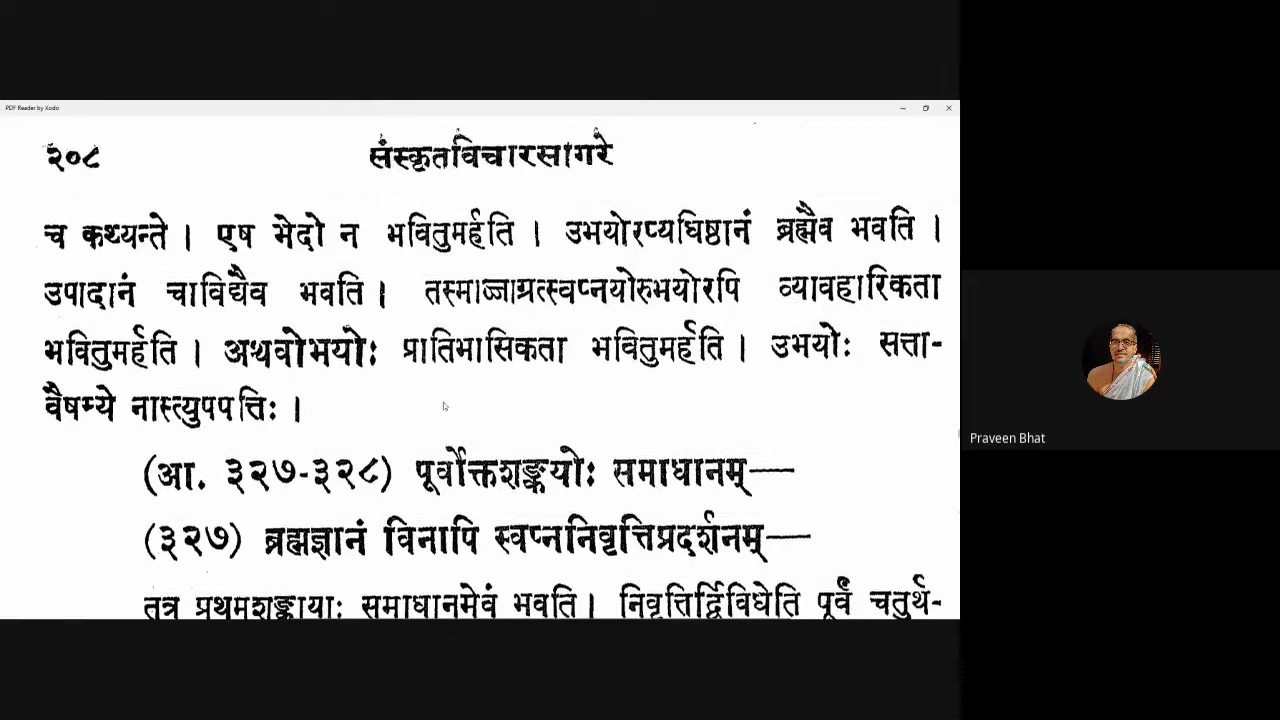 PDF Reader by Xodo
२०८ संस्कृतविचारसागरे
च कथ्यन्ते । एष भेदो न भवितुमर्हति । उभयोरप्यधिष्ठानं ब्रह्मैव भवति ।
उपादानं चाविद्यैव भवति । तस्माज्जाग्रत्स्वप्नयोरुभयोरपि व्यावहारिकता
भवितुमर्हति । अथवोभयोः प्रातिभासिकता भवितुमर्हति । उभयोः सत्ता-
वैषम्ये नास्त्युपपत्तिः ।
(आ. ३२७-३२८) पूर्वोक्तशङ्कयोः समाधानम्—
(३२७) ब्रह्मज्ञानं विनापि स्वप्ननिवृत्तिप्रदर्शनम्—
तत्र प्रथमशङ्कायाः समाधानमेवं भवति । निवृत्तिर्द्विविधेति पूर्वं चतुर्थ-
Praveen Bhat